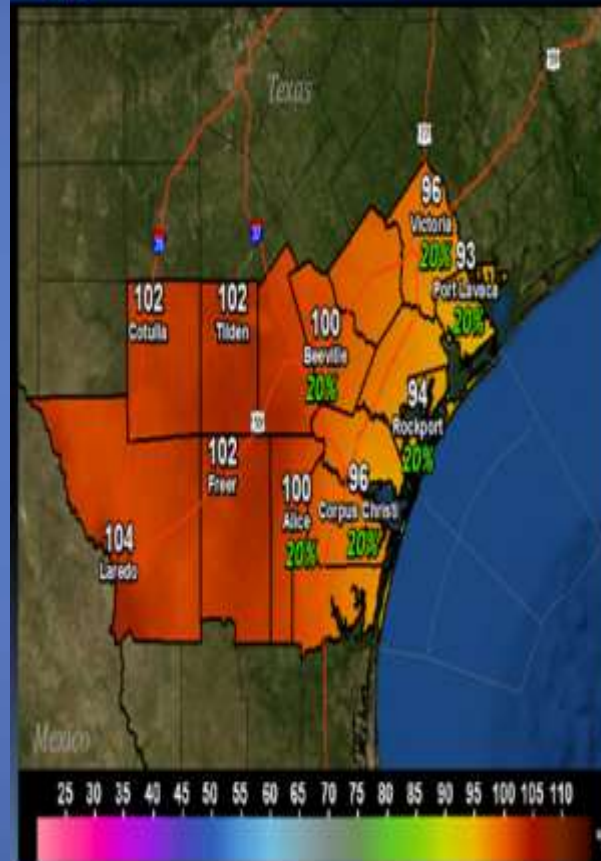 Texas
96
Victoria
20%
93
Port Lavaca
20%
102
Cotulla
102
Tilden
100
Beeville
20%
94
Rockport
20%
102
Freer
100
Alice
20%
96
Corpus Christi
20%
104
Laredo
Mexico
25 30 35 40 45 50 55 60 65 70 75 80 85 90 95 100 105 110